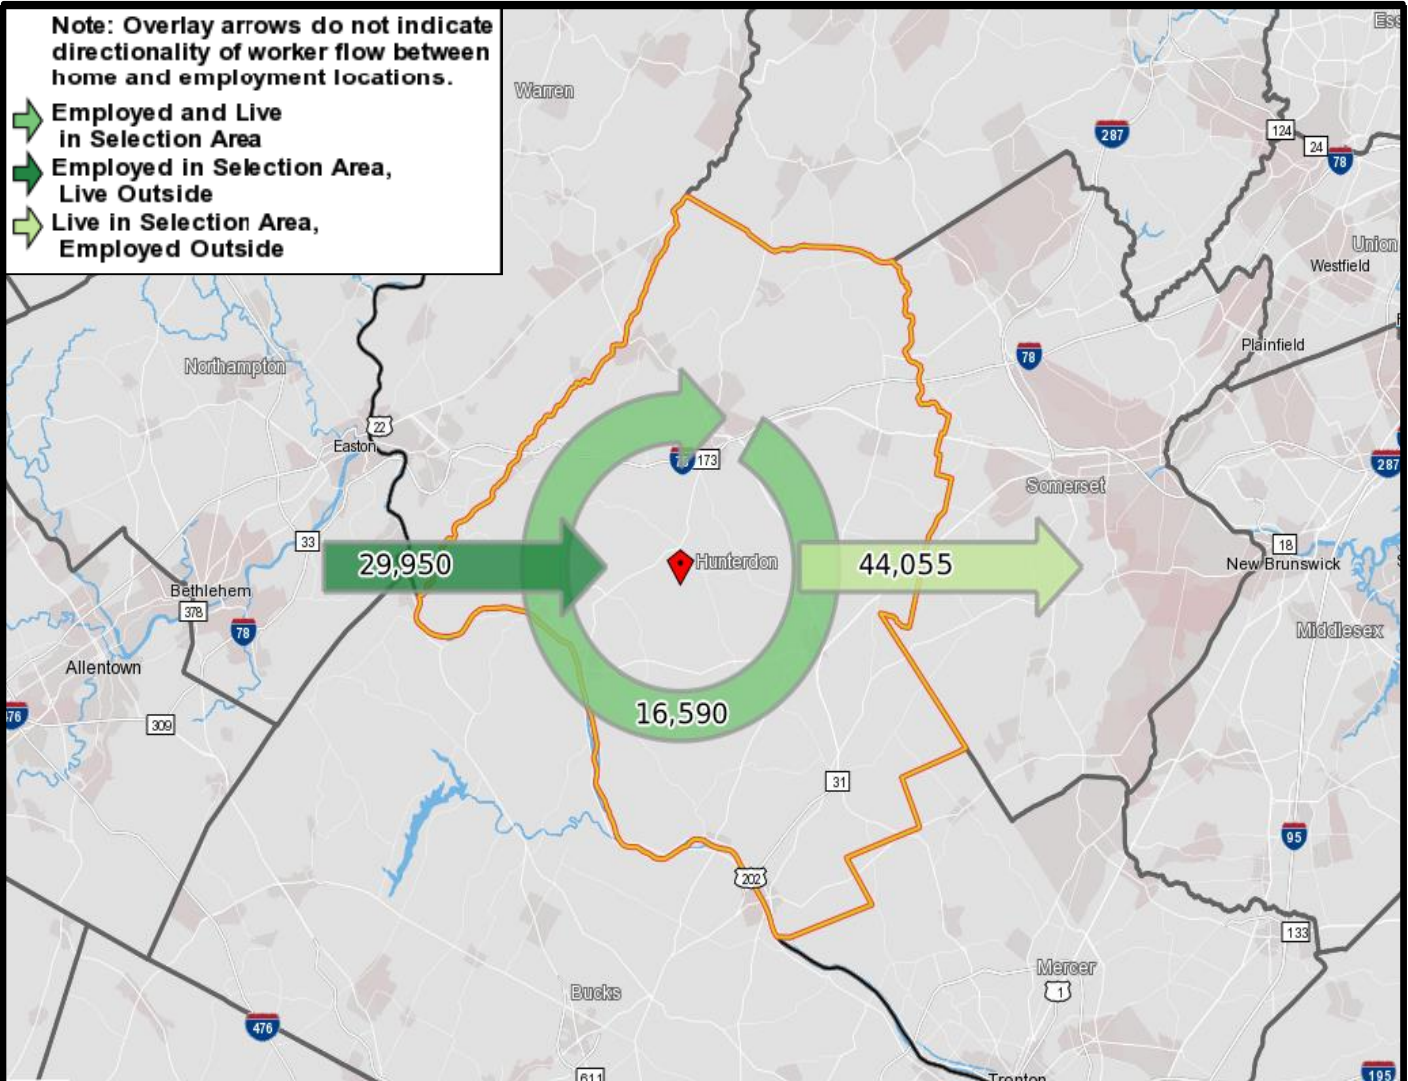 Note: Overlay arrows do not indicate
directionality of worker flow between
home and employment locations.
Employed and Live
in Selection Area
Employed in Selection Area,
Live Outside
Live in Selection Area,
Employed Outside
Warren
287
124
24
78
Union
Westfield
Northampton
78
Plainfield
22
Easton
173
287
Somerset
33
29,950
Hunterdon
44,055
18
New Brunswick
Bethlehem
378
78
Middlesex
Allentown
16,590
309
31
95
202
133
Mercer
1
Bucks
476
611
Trenton
195